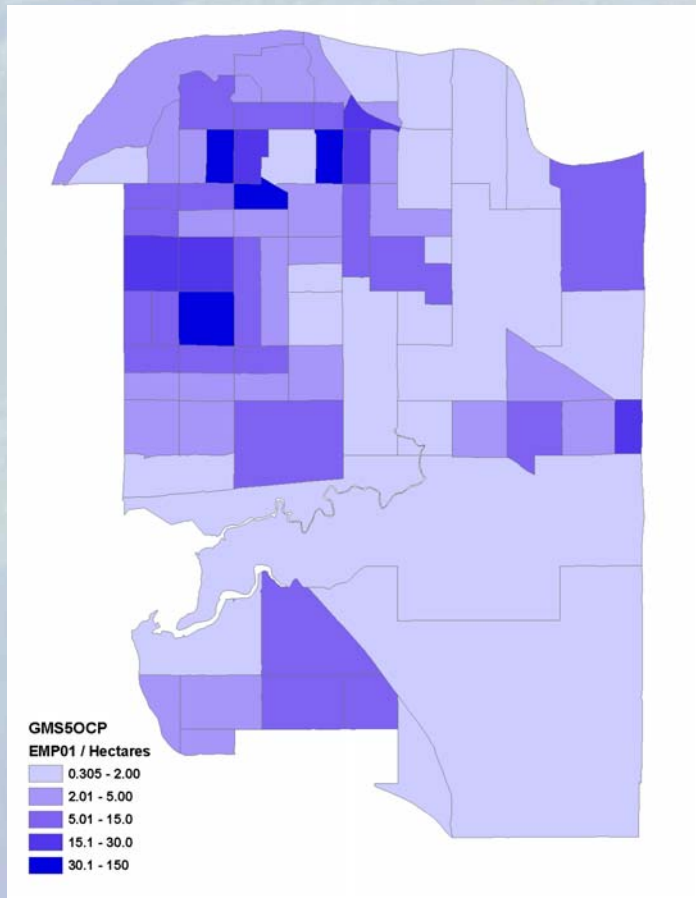 GMS5OCP
EMP01 / Hectares
0.305 - 2.00
2.01 - 5.00
5.01 - 15.0
15.1 - 30.0
30.1 - 150